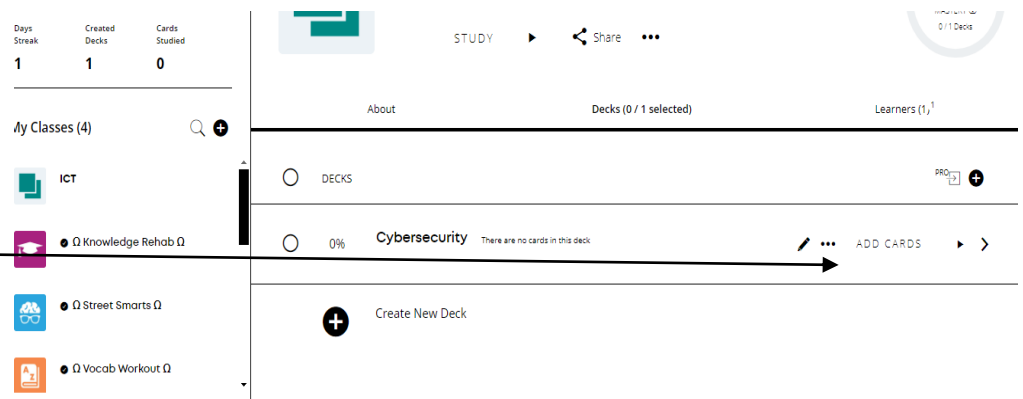 Days Streak
Created Decks
Cards Studied
1
1
0
My Classes (4)
ICT
Ω Knowledge Rehab Ω
Ω Street Smarts Ω
Ω Vocab Workout Ω
STUDY
Share
0 / 1 Decks
About
Decks (0 / 1 selected)
Learners (1)
1
DECKS
PRO
0%
Cybersecurity
There are no cards in this deck
ADD CARDS
Create New Deck